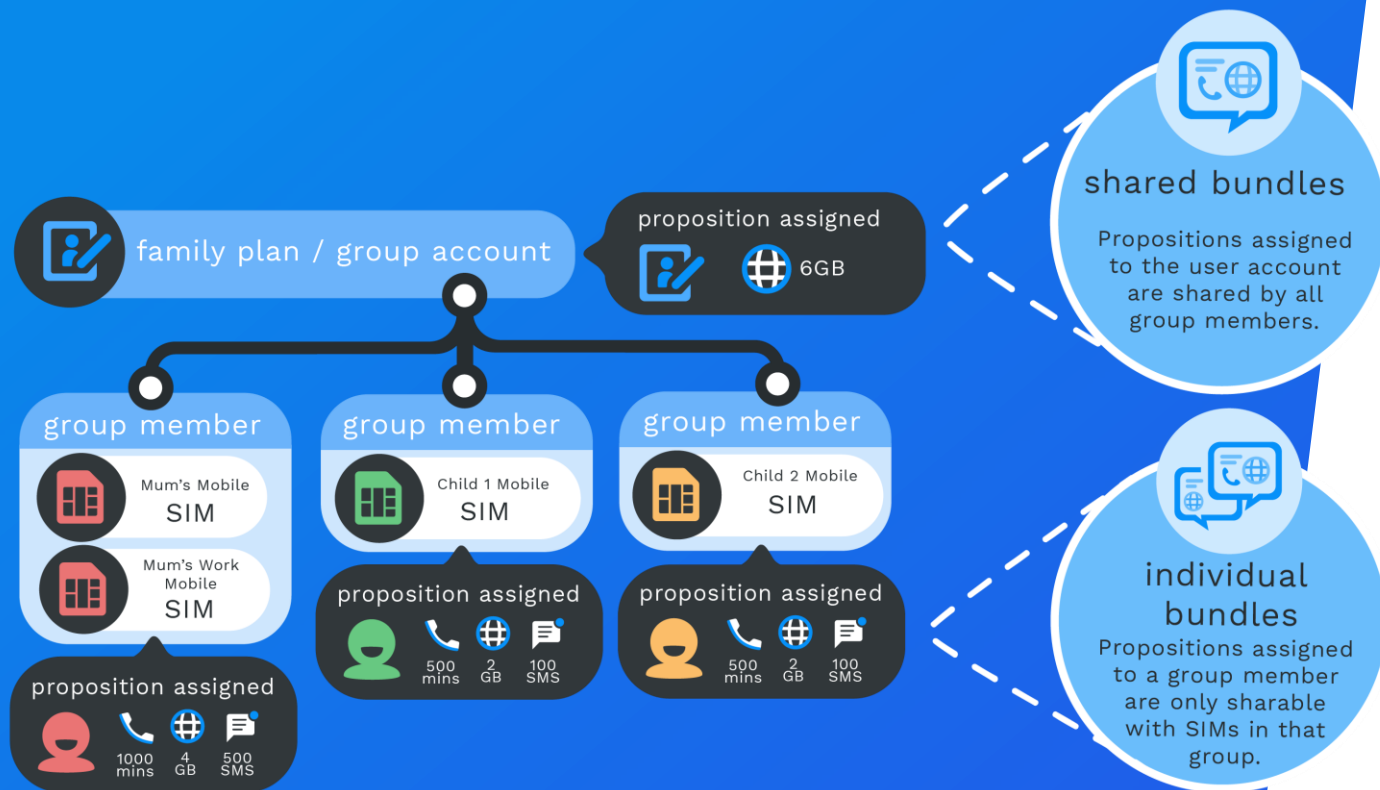 family plan / group account
proposition assigned
6GB
shared bundles
Propositions assigned
to the user account
are shared by all
group members.
group member
Mum's Mobile
SIM
Mum's Work
Mobile
SIM
proposition assigned
1000
mins
4
GB
500
SMS
group member
Child 1 Mobile
SIM
proposition assigned
500
mins
2
GB
100
SMS
group member
Child 2 Mobile
SIM
proposition assigned
500
mins
2
GB
100
SMS
individual
bundles
Propositions assigned
to a group member
are only sharable
with SIMs in that
group.